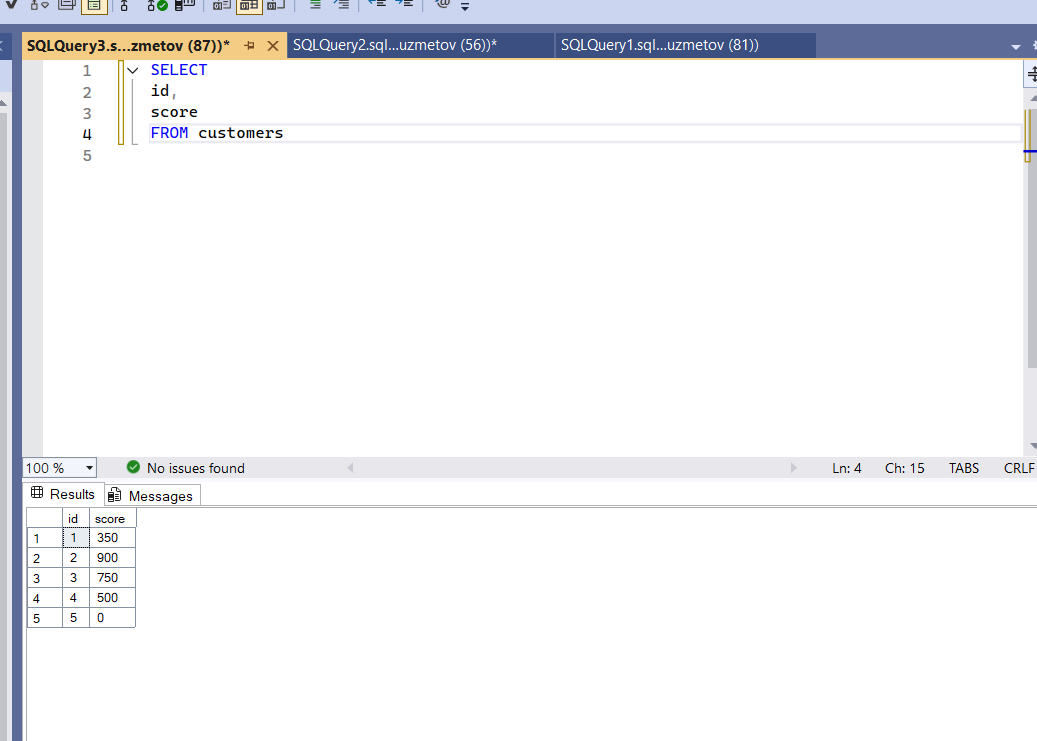 SQLQuery3.s...zmetov (87))*
SQLQuery2.sql...uzmetov (56))*
SQLQuery1.sql...uzmetov (81))
1 SELECT
2 id,
3 score
4 FROM customers
5
100 %
No issues found
Ln: 4
Ch: 15
TABS
CRLF
Results
Messages
id score
1 1 350
2 2 900
3 3 750
4 4 500
5 5 0